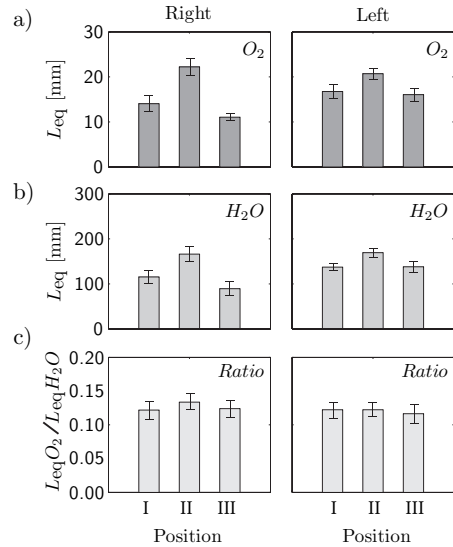 Right Left
a)
30
20
10
0
Leq [mm]
O2 O2
b)
300
200
100
0
Leq [mm]
H2O H2O
c)
0.20
0.15
0.10
0.05
0.00
LeqO2/LeqH2O
Ratio Ratio
I II III I II III
Position Position